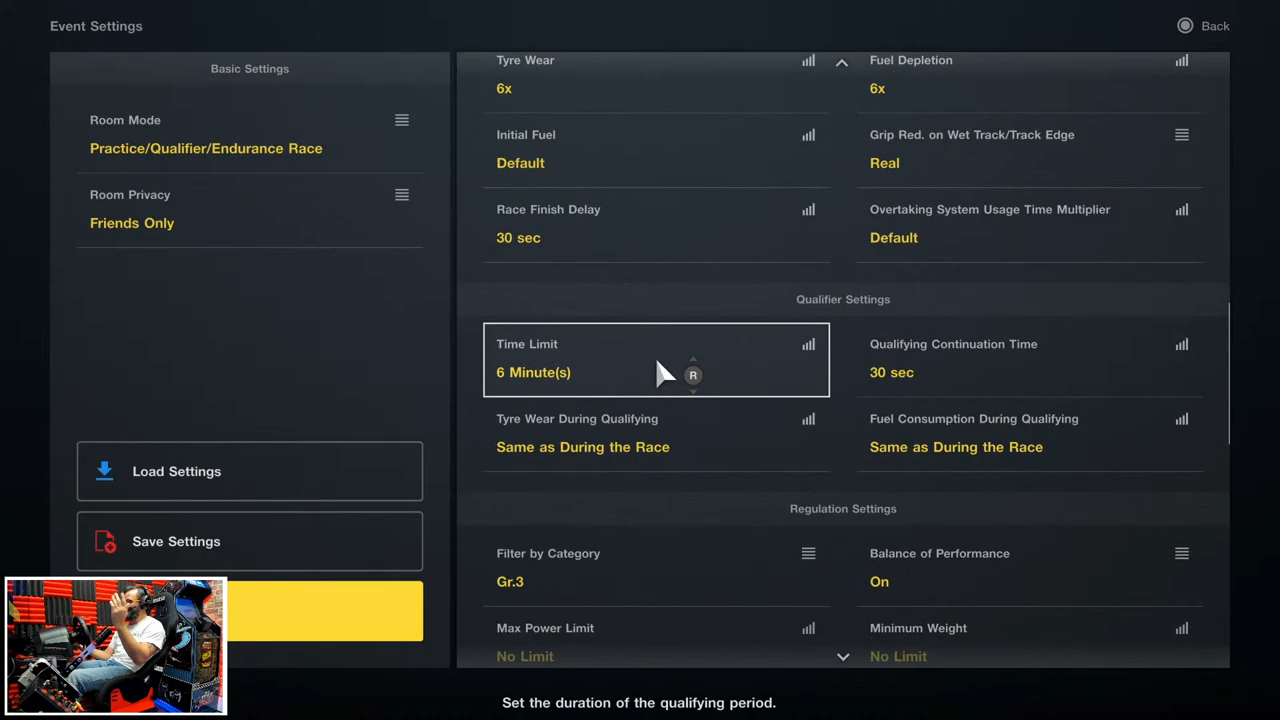 Event Settings
Back
Basic Settings
Room Mode
Practice/Qualifier/Endurance Race
Room Privacy
Friends Only
Load Settings
Save Settings
Tyre Wear
6x
Fuel Depletion
6x
Initial Fuel
Default
Grip Red. on Wet Track/Track Edge
Real
Race Finish Delay
30 sec
Overtaking System Usage Time Multiplier
Default
Qualifier Settings
Time Limit
6 Minute(s)
R
Qualifying Continuation Time
30 sec
Tyre Wear During Qualifying
Same as During the Race
Fuel Consumption During Qualifying
Same as During the Race
Regulation Settings
Filter by Category
Gr.3
Balance of Performance
On
Max Power Limit
No Limit
Minimum Weight
No Limit
Set the duration of the qualifying period.